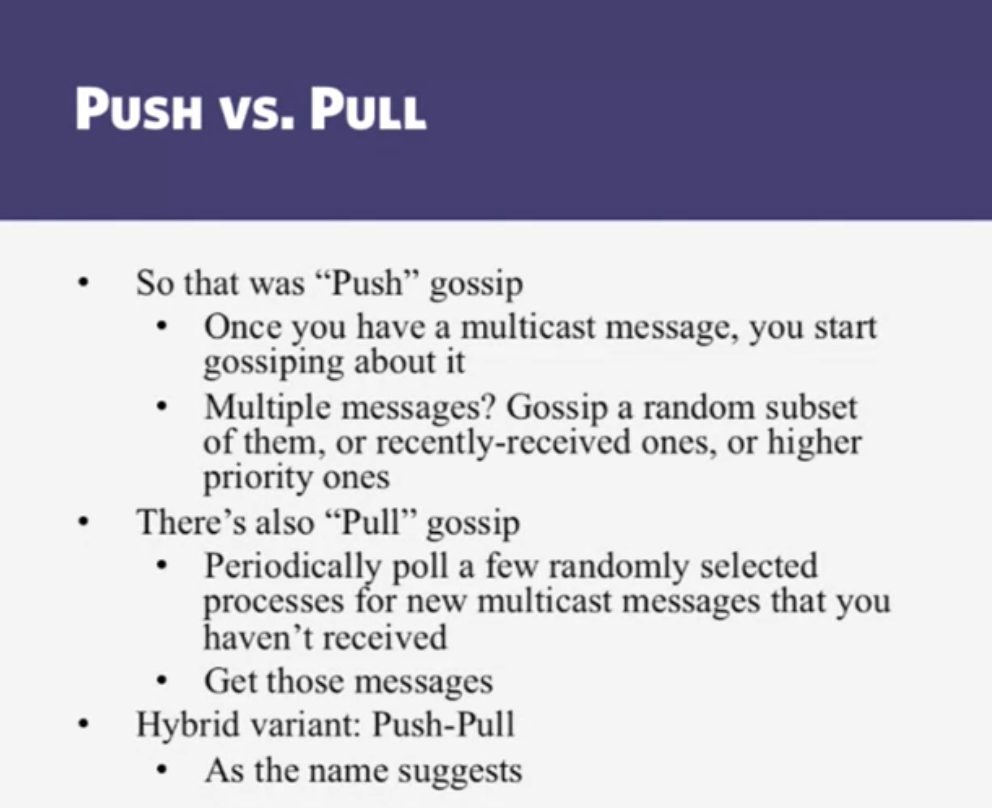 PUSH VS. PULL
• So that was “Push” gossip
• Once you have a multicast message, you start
gossiping about it
• Multiple messages? Gossip a random subset
of them, or recently-received ones, or higher
priority ones
• There’s also “Pull” gossip
• Periodically poll a few randomly selected
processes for new multicast messages that you
haven’t received
• Get those messages
• Hybrid variant: Push-Pull
• As the name suggests